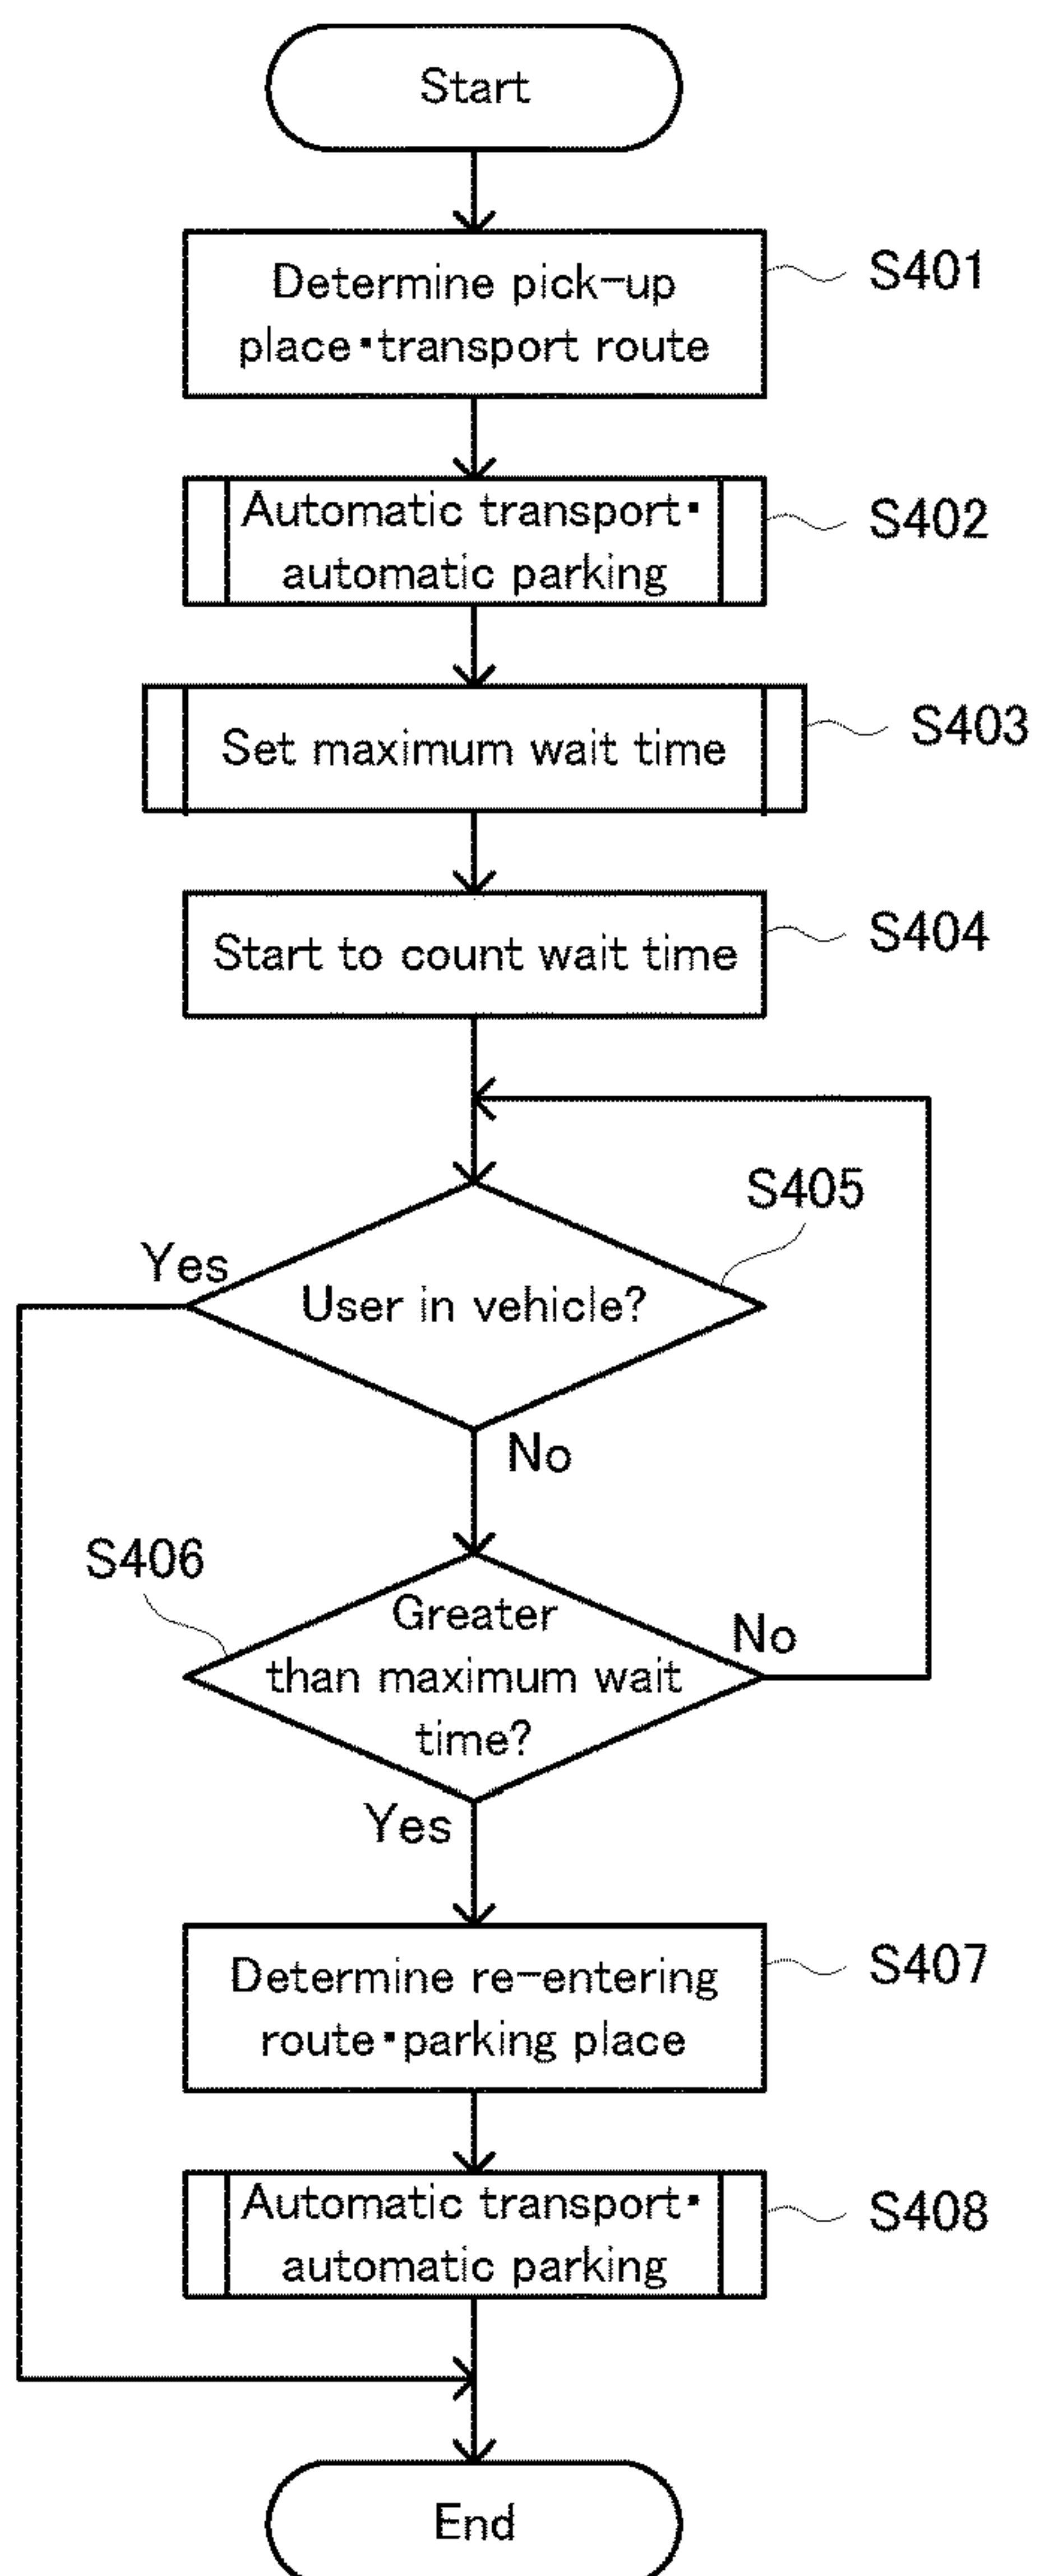 Start
Determine pick-up
place▪transport route
S401
Automatic transport▪
automatic parking
S402
Set maximum wait time
S403
Start to count wait time
S404
S405
Yes
User in vehicle?
No
S406
Greater
than maximum wait
time?
No
Yes
Determine re-entering
route▪parking place
S407
Automatic transport▪
automatic parking
S408
End